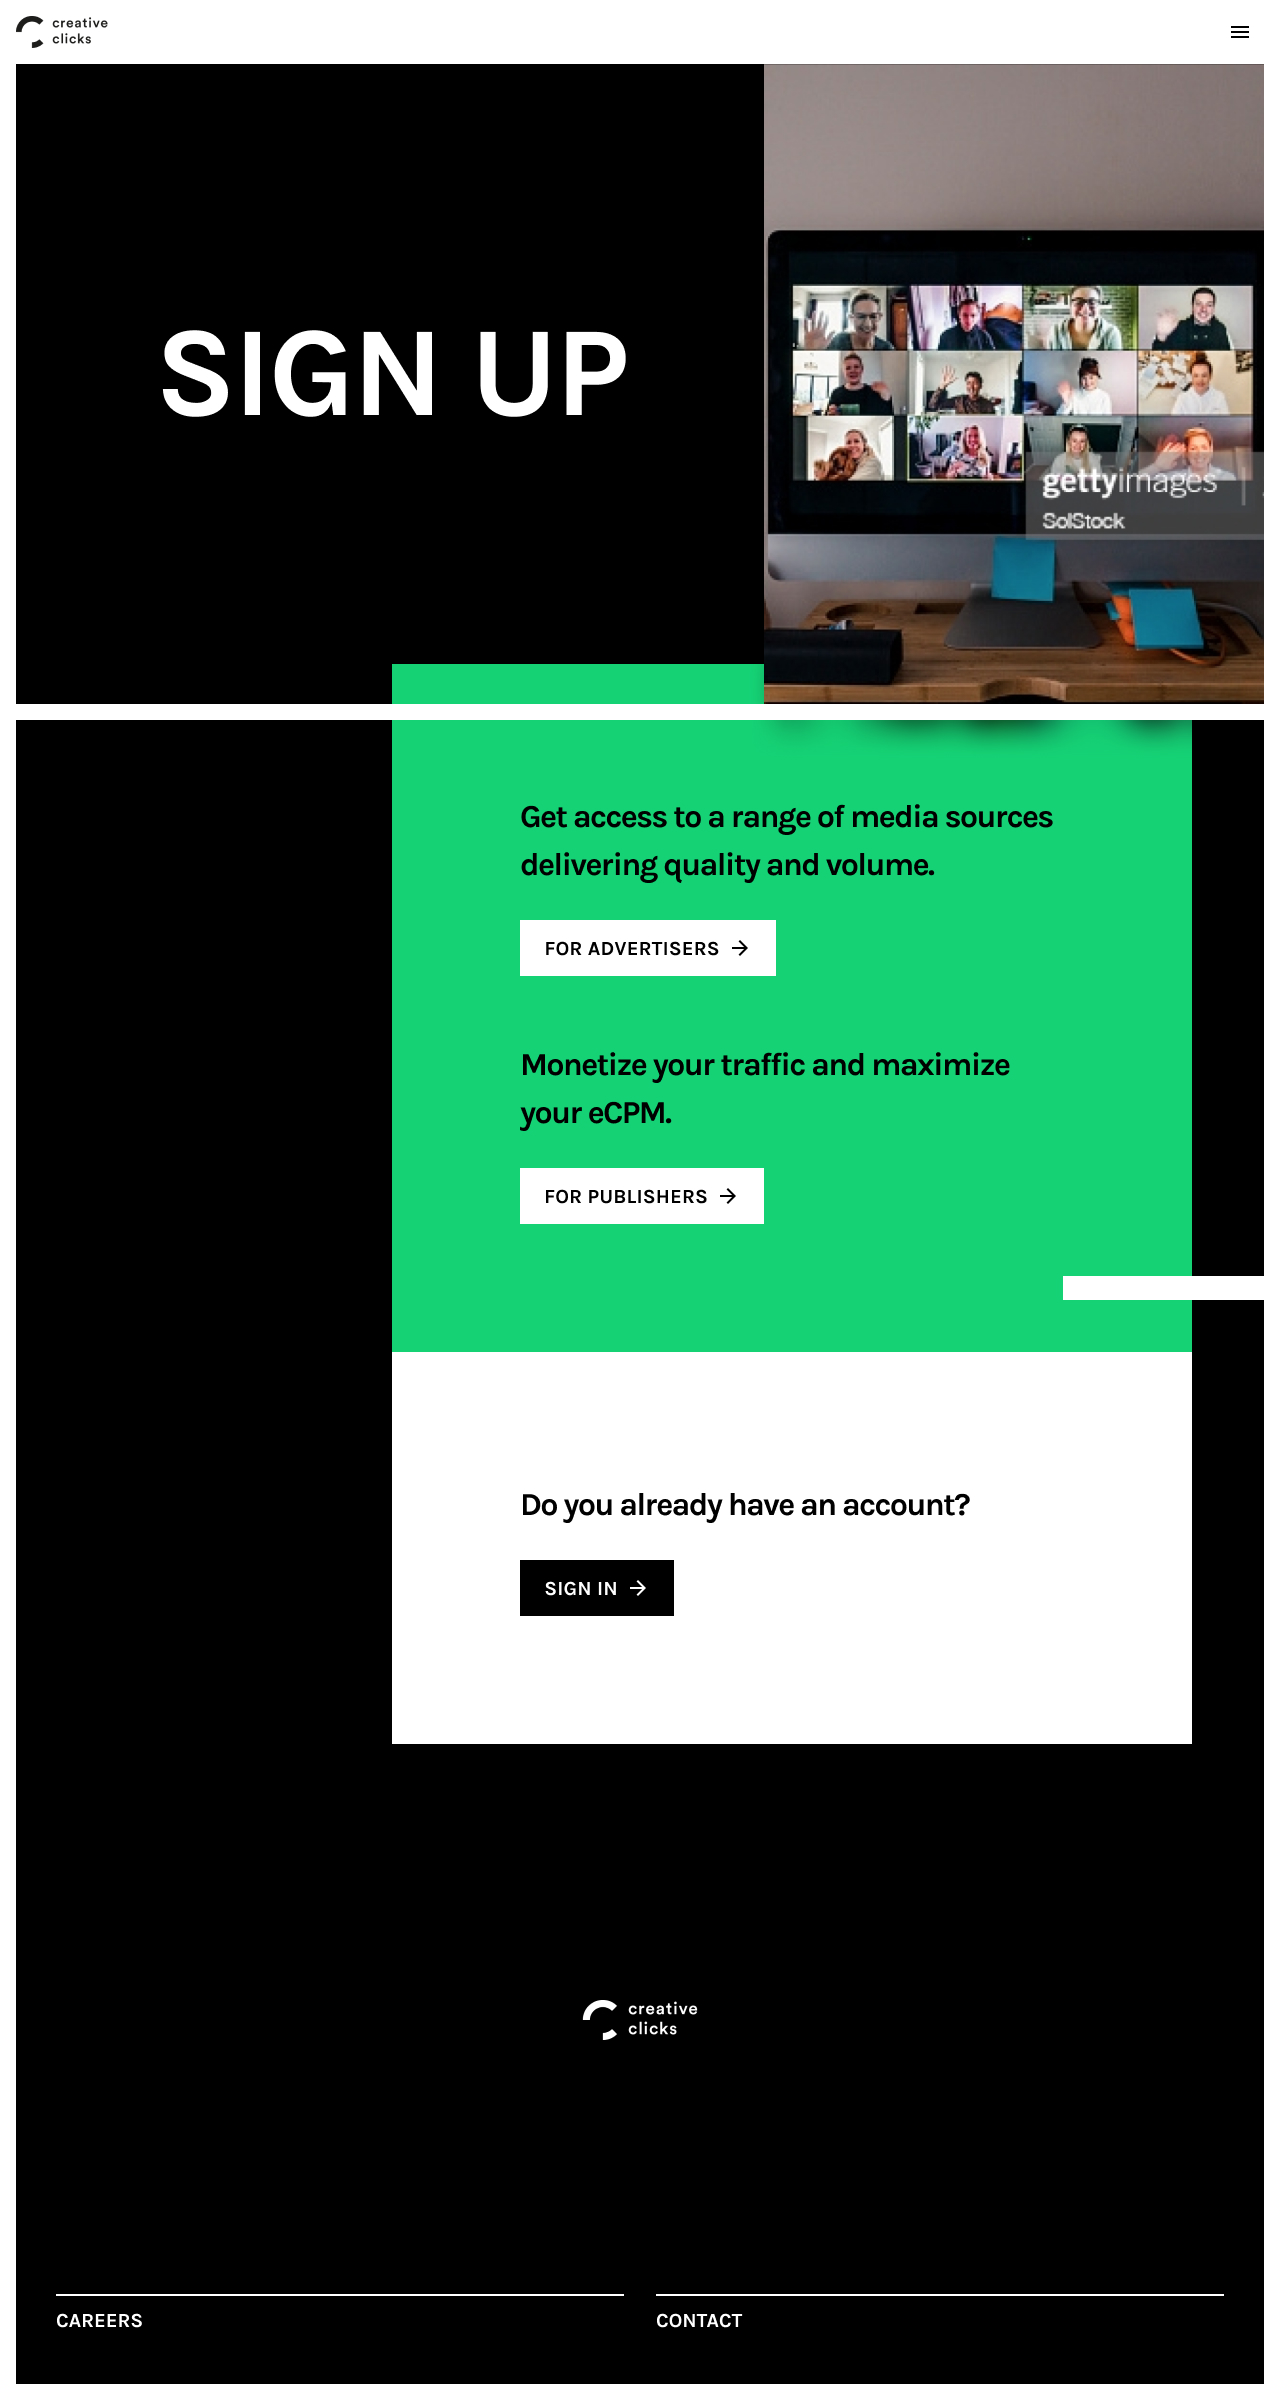 creative
clicks
SIGN UP
gettyimages
SolStock
Get access to a range of media sources
delivering quality and volume.
FOR ADVERTISERS
Monetize your traffic and maximize
your eCPM.
FOR PUBLISHERS
Do you already have an account?
SIGN IN
creative
clicks
CAREERS
CONTACT